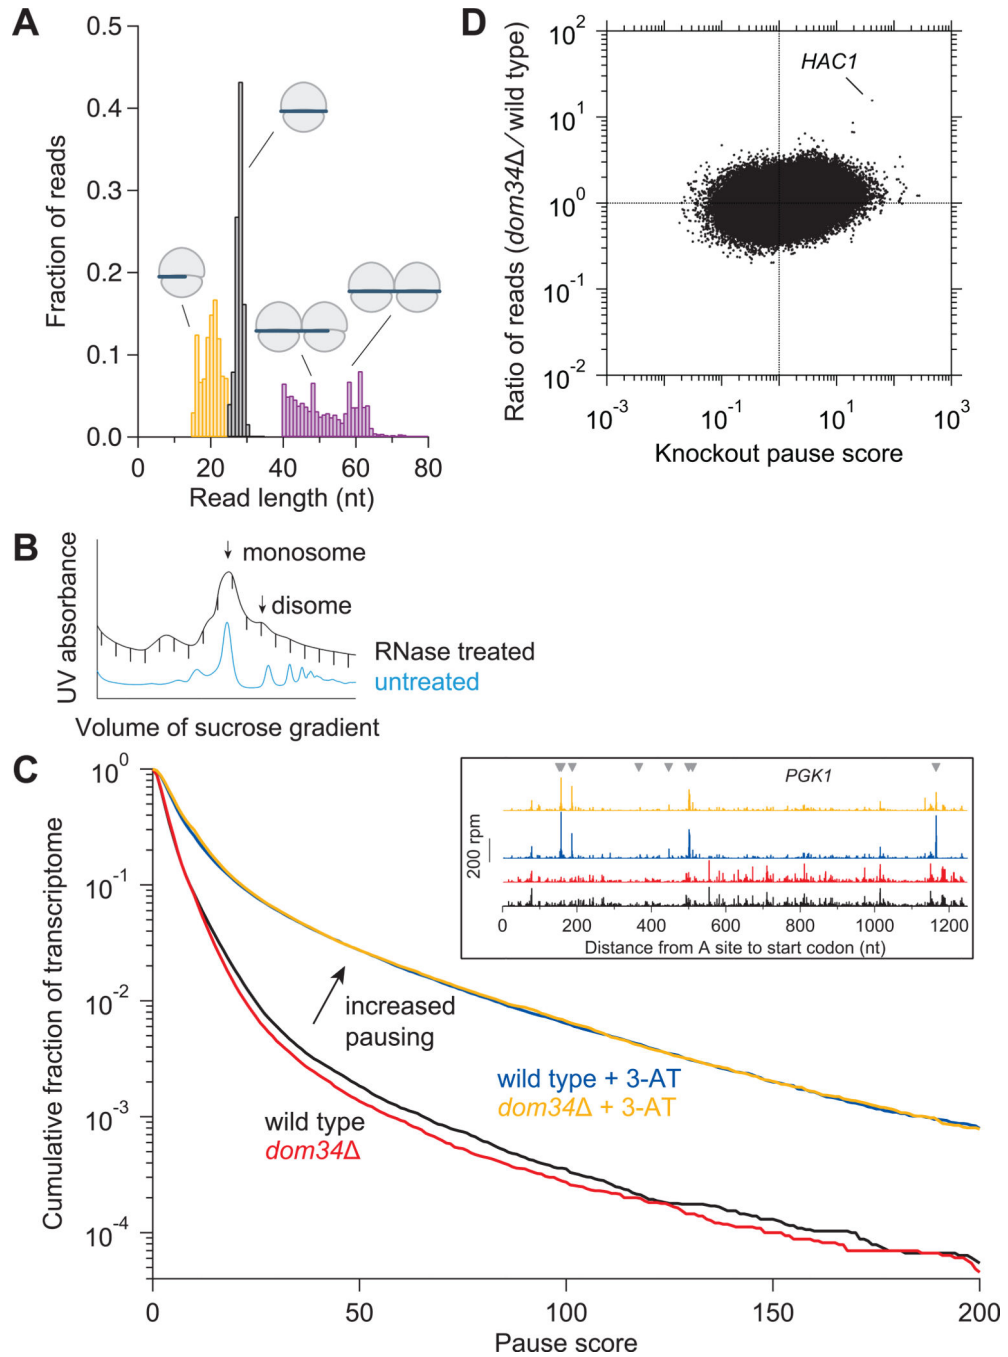 A
0.5
0.4
0.3
0.2
0.1
0.0
Fraction of reads
0 20 40 60 80
Read length (nt)
D
10^2
10^1
10^0
10^-1
10^-2
Ratio of reads (dom34Δ/wild type)
HAC1
10^-3 10^-1 10^1 10^3
Knockout pause score
B
UV absorbance
monosome
disome
RNase treated
untreated
Volume of sucrose gradient
C
10^0
10^-1
10^-2
10^-3
10^-4
Cumulative fraction of transcriptome
increased
pausing
wild type + 3-AT
dom34Δ + 3-AT
wild type
dom34Δ
0 50 100 150 200
Pause score
PGK1
200 rpm
0 200 400 600 800 1000 1200
Distance from A site to start codon (nt)